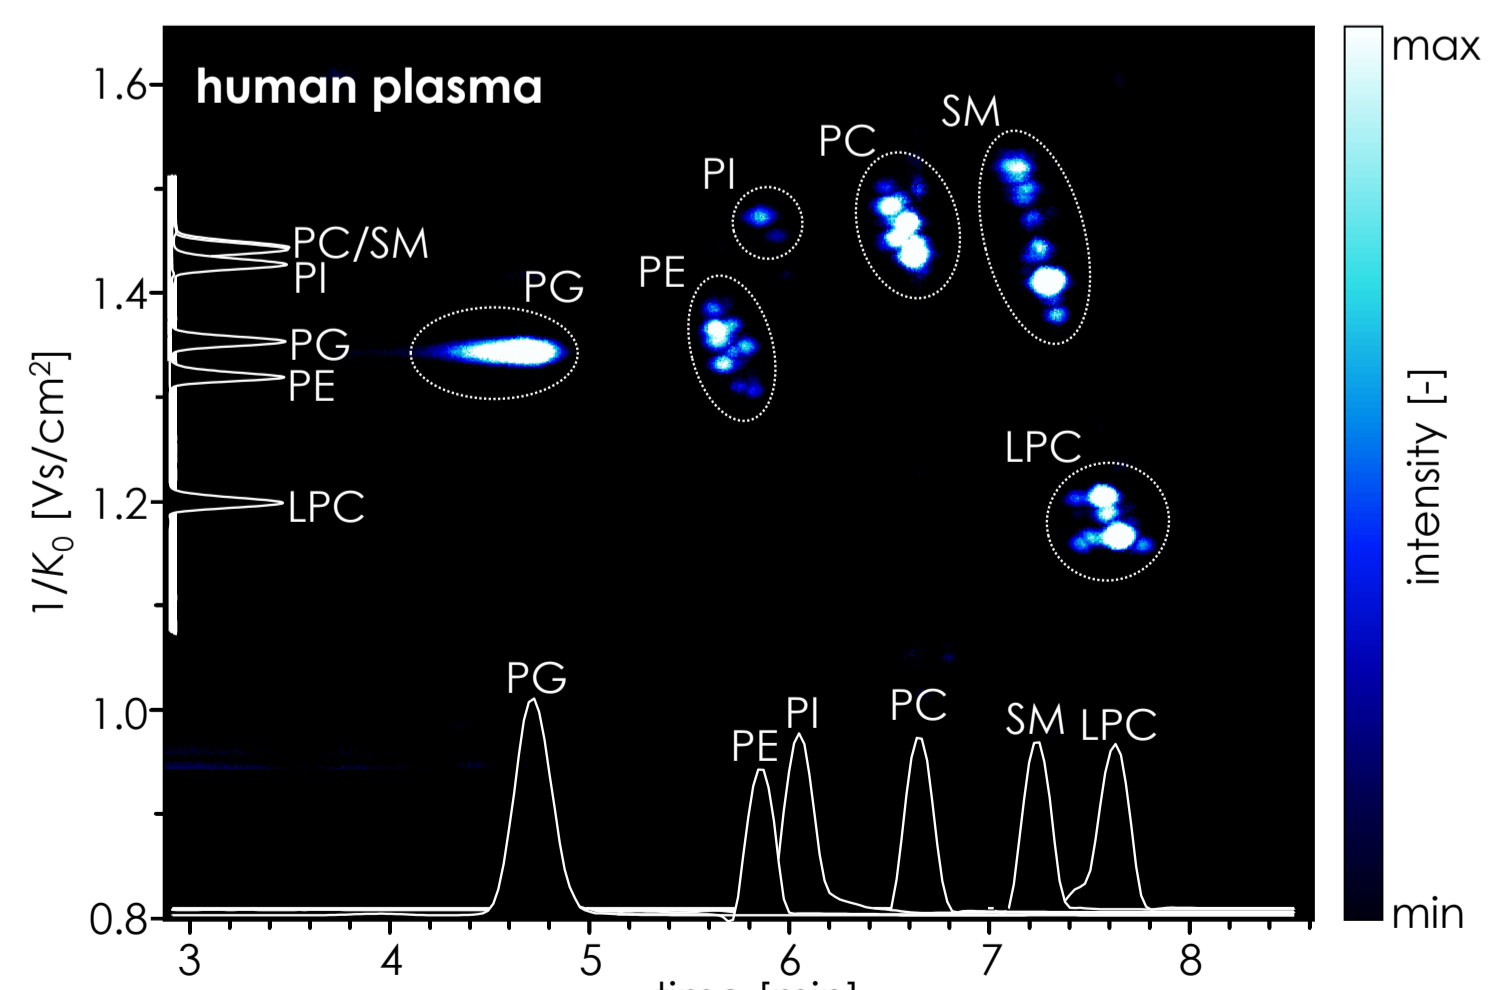 human plasma
max
1.6
SM
PC
PI
PC/SM
PI
PE
PG
1.4
PG
PE
LPC
1.2
LPC
1/K0 [Vs/cm2]
intensity [-]
PG
PI
PC
SM
LPC
PE
1.0
0.8
min
3 4 5 6 7 8
time [min]